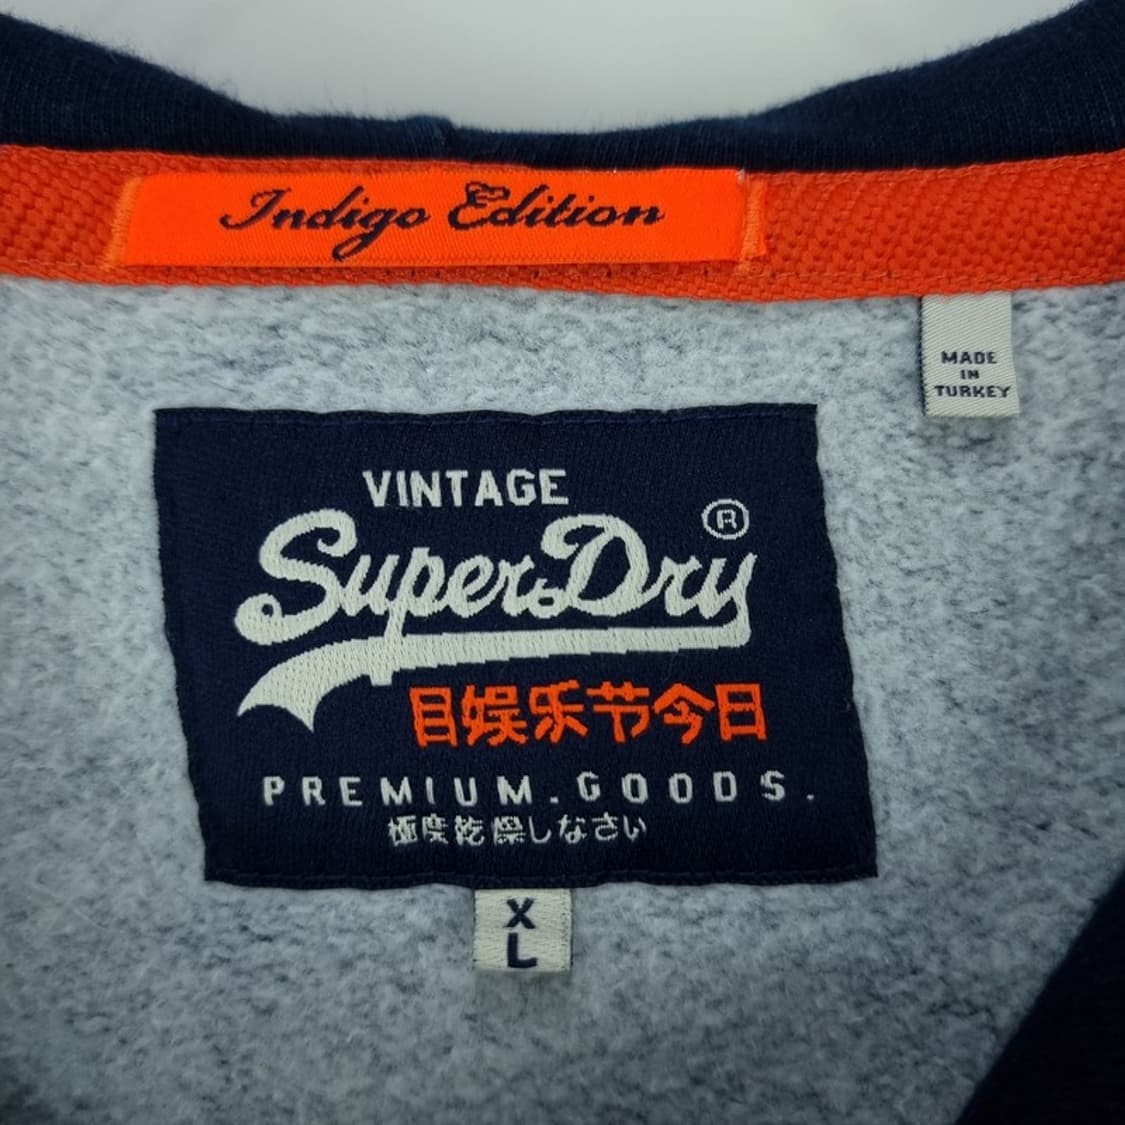 Indigo Edition
MADE
IN
TURKEY
VINTAGE
SuperDry®
目娱乐节今日
PREMIUM.GOODS.
極度乾燥しなさい
X
L